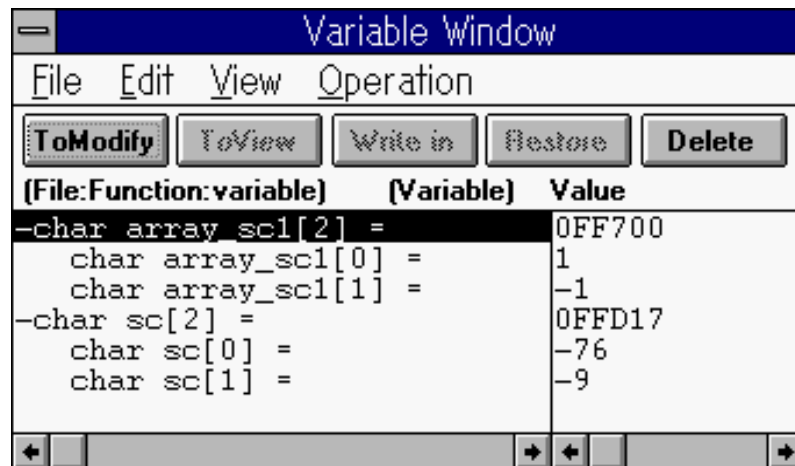 Variable Window
File Edit View Operation
ToModify ToView Write in Restore Delete
(File:Function:variable) (Variable) Value
-char array_sc1[2] = 0FF700
char array_sc1[0] = 1
char array_sc1[1] = -1
-char sc[2] = 0FFD17
char sc[0] = -76
char sc[1] = -9